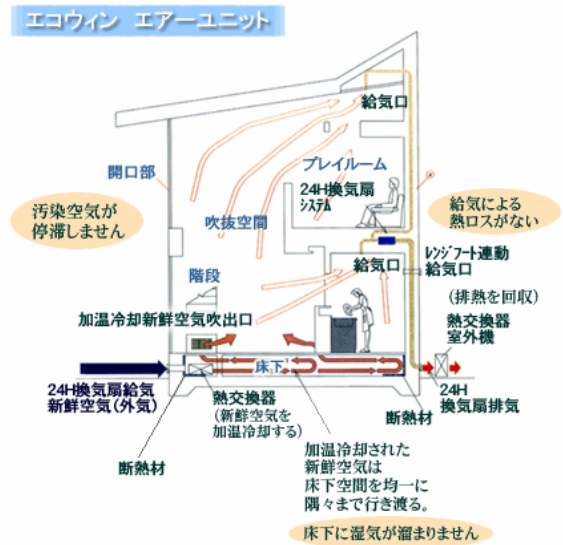 エコウィン エアーユニット
給気口
開口部
プレイルーム
24H換気扇
システム
汚染空気が
停滞しません
吹抜空間
給気による
熱ロスがない
給気口
ﾚﾝｼﾞﾌｰﾄ連動
給気口
階段
(排熱を回収)
加温冷却新鮮空気吹出口
熱交換器
室外機
床下
24H換気扇給気
新鮮空気(外気)
熱交換器
(新鮮空気を
加温冷却する)
24H
換気扇排気
断熱材
断熱材
加温冷却された
新鮮空気は
床下空間を均一に
隅々まで行き渡る。
床下に湿気が溜まりません